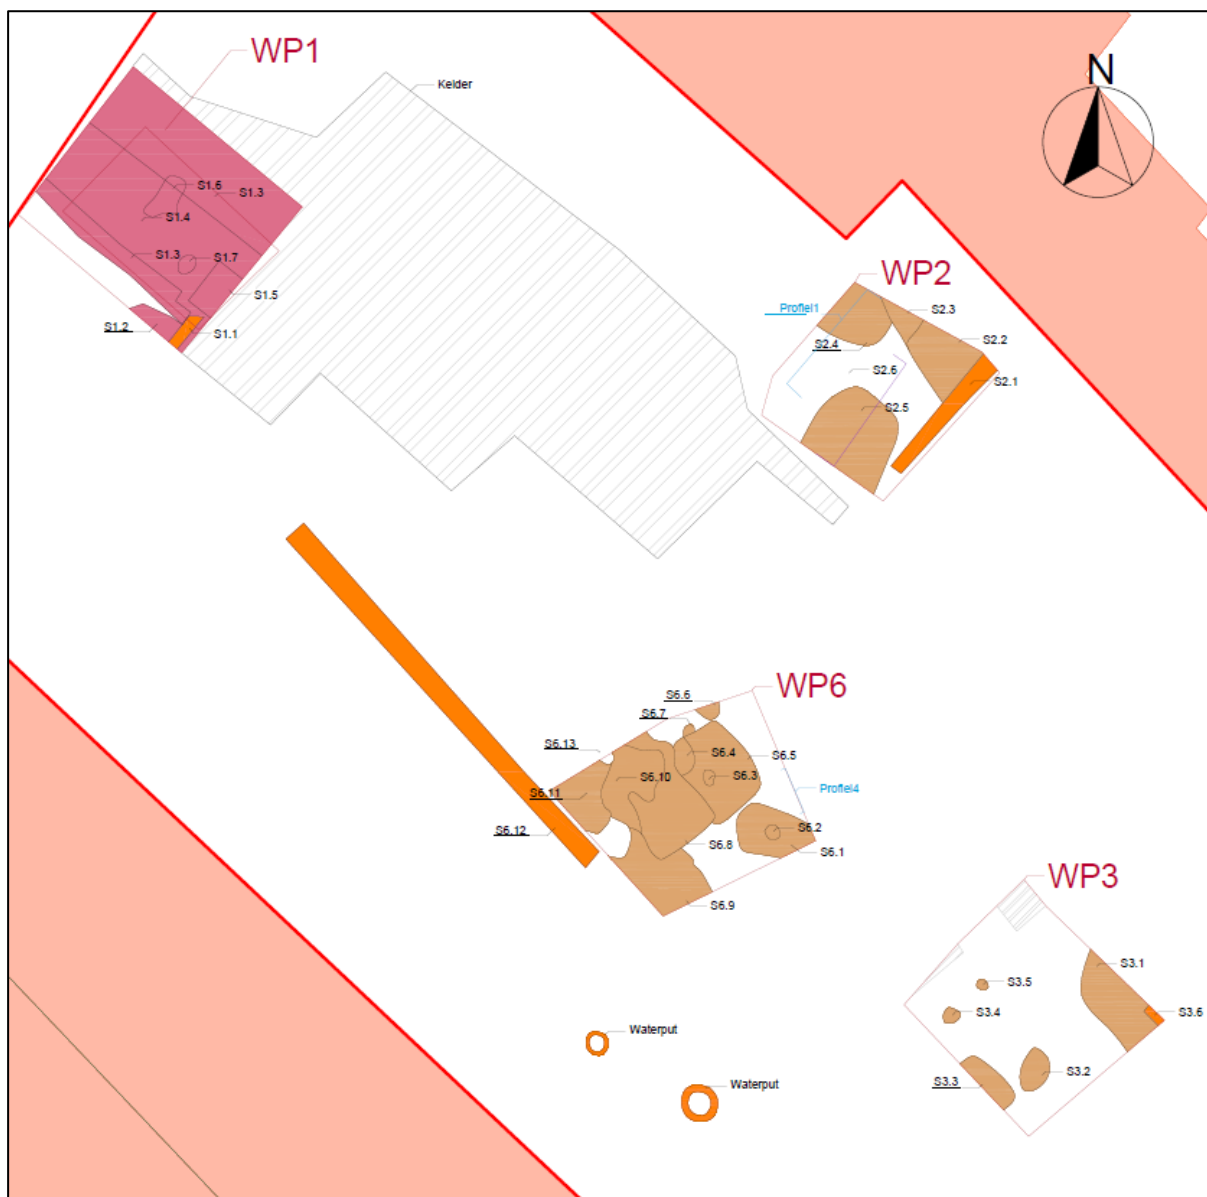 N
WP1
Kelder
S1.6
S1.3
S1.4
S1.3
S1.7
S1.5
S1.2
S1.1
WP2
Profiel1
S2.3
S2.4
S2.2
S2.6
S2.1
S2.5
WP6
S6.6
S6.7
S6.13
S6.4
S6.5
S6.10
S6.3
S6.11
Profiel4
S6.12
S6.2
S6.8
S6.1
S6.9
WP3
S3.1
S3.5
S3.4
S3.6
S3.3
S3.2
Waterput
Waterput